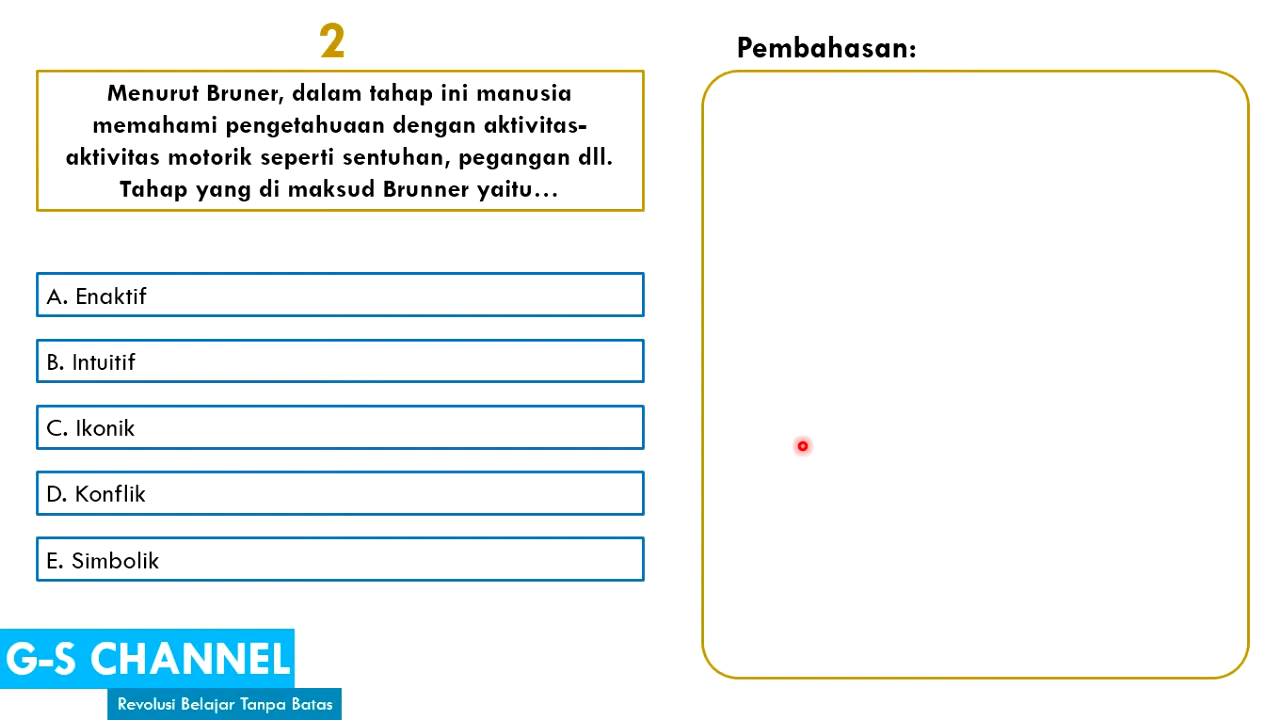 2
Menurut Bruner, dalam tahap ini manusia
memahami pengetahuaan dengan aktivitas-
aktivitas motorik seperti sentuhan, pegangan dll.
Tahap yang di maksud Brunner yaitu...
A. Enaktif
B. Intuitif
C. Ikonik
D. Konflik
E. Simbolik
Pembahasan:
G-S CHANNEL
Revolusi Belajar Tanpa Batas